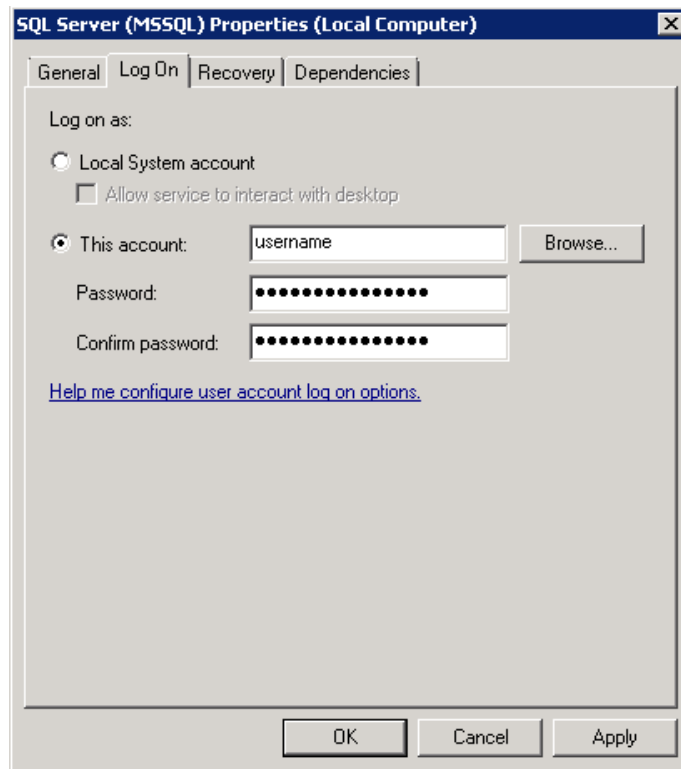 SQL Server (MSSQL) Properties (Local Computer)
General Log On Recovery Dependencies
Log on as:
Local System account
Allow service to interact with desktop
This account: username Browse...
Password: •••••••••••••••
Confirm password: •••••••••••••••
Help me configure user account log on options.
OK Cancel Apply